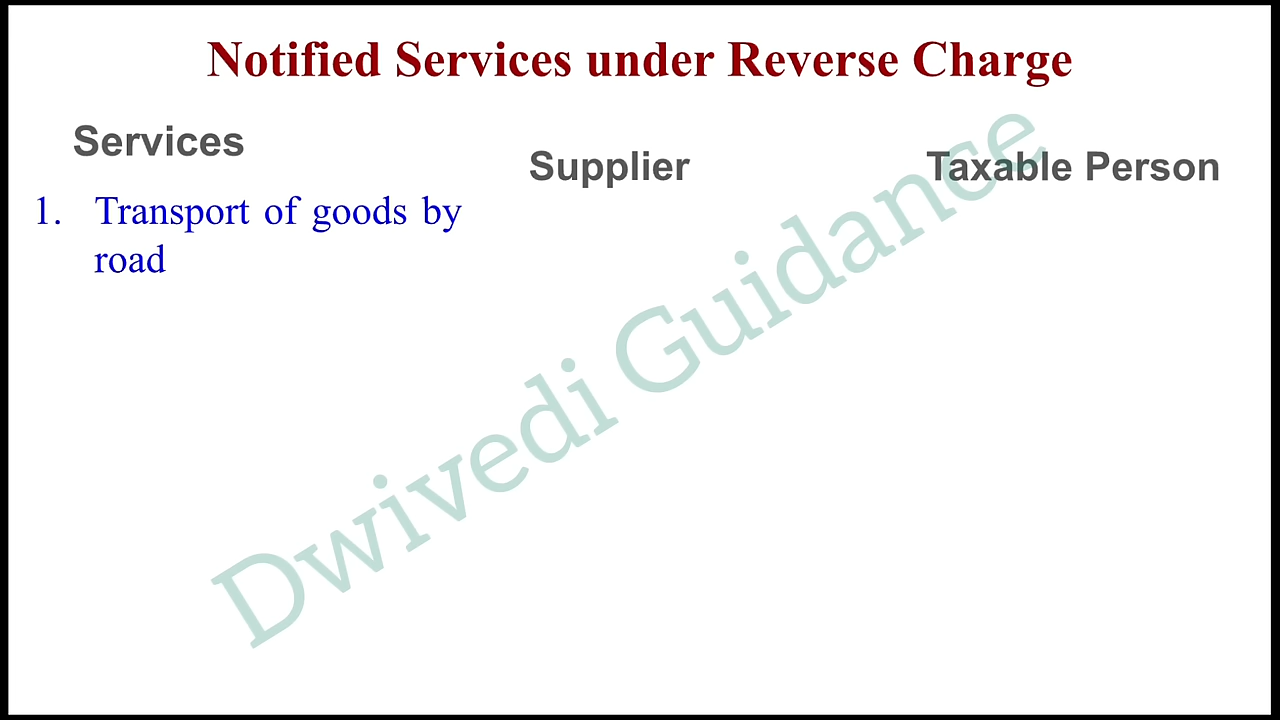 Notified Services under Reverse Charge
Services
Supplier
Taxable Person
1. Transport of goods by
road
Dwivedi Guidance